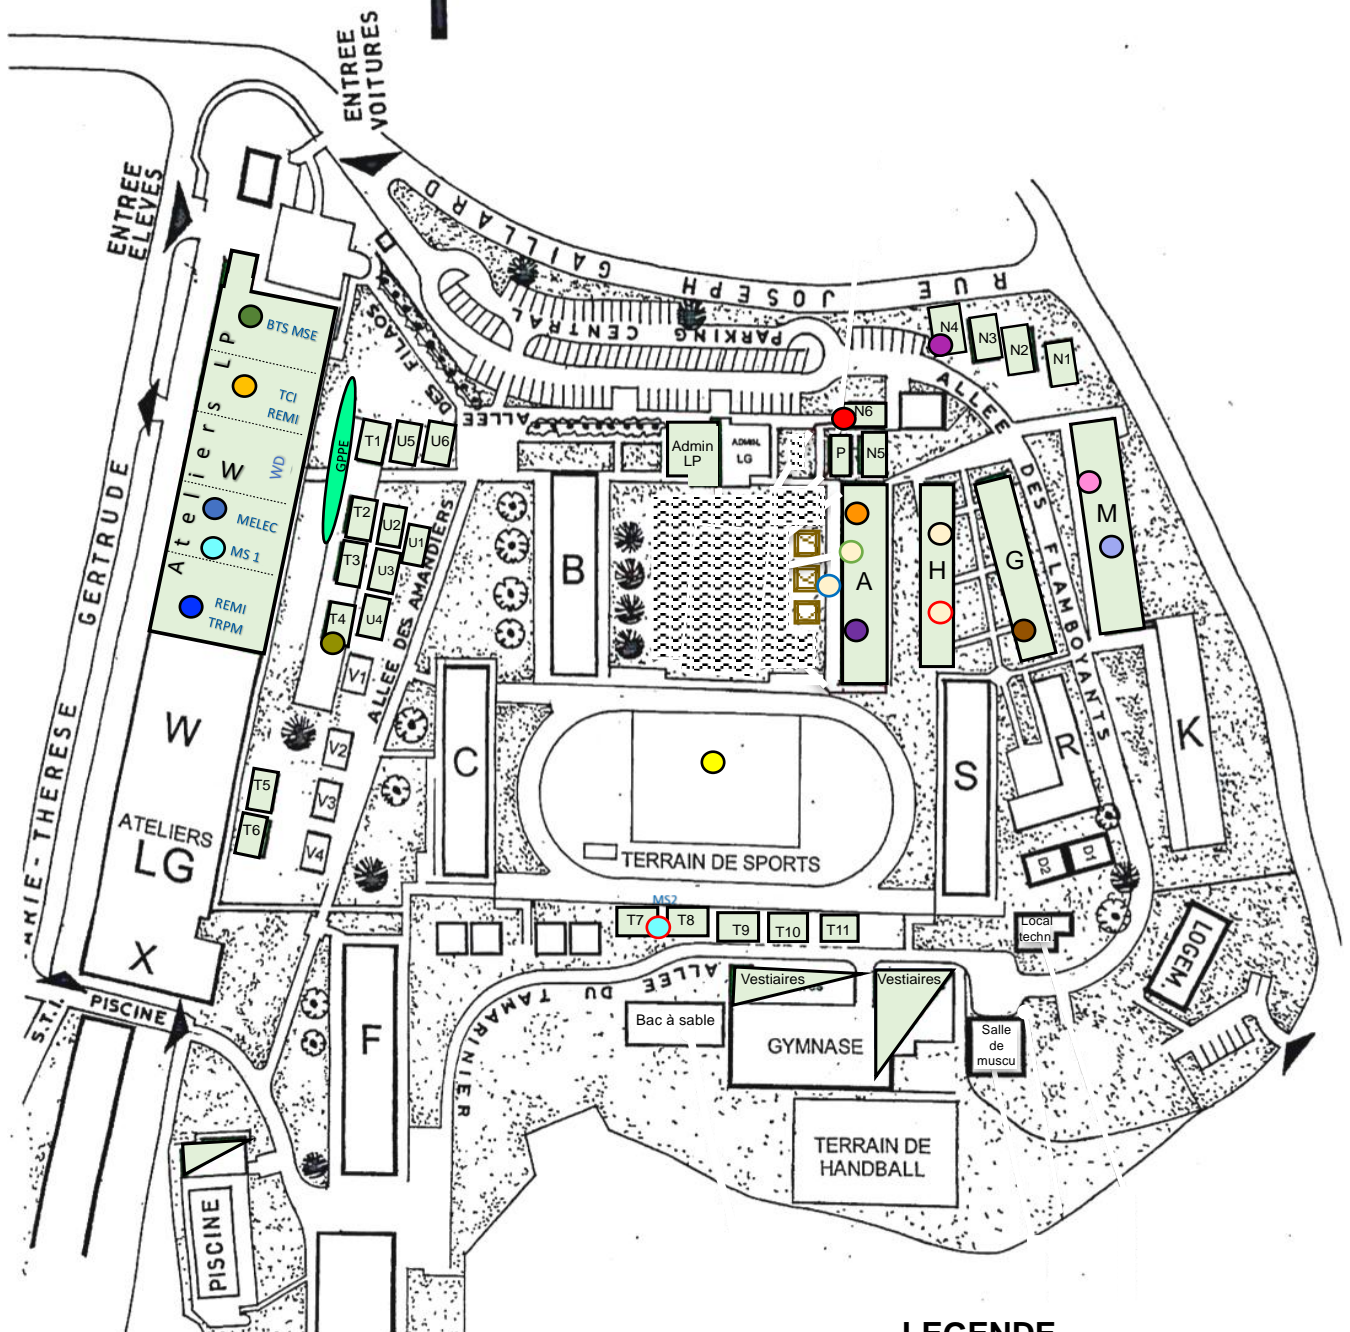 ENTREE
VOITURES
ENTREE
ELEVES
RUE JOSEPH GAILLARD
PARKING CENTRAL
ALLEE DES FILAOS
ALLEE DES FLAMBOYANTS
ALLEE DES AMANDIERS
ALLEE DU TAMARINIER
MARIE-THERESE GERTRUDE
Ateliers LP
BTS MSE
TCI
REMI
W
WD
MELEC
MS 1
REMI
TRPM
GPPE
T1
U5
U6
T2
U2
U1
T3
U3
T4
U4
V1
V2
V3
V4
T5
T6
W
ATELIERS
LG
X
PISCINE
S.T.I.
PISCINE
Admin
LP
ADMIN.
LG
N6
P
N5
N4
N3
N2
N1
B
A
H
G
M
C
S
R
K
D2
D1
TERRAIN DE SPORTS
MS2
T7
T8
T9
T10
T11
Local
techn.
LOGEM
F
Bac à sable
Vestiaires
Vestiaires
GYMNASE
Salle
de
muscu
TERRAIN DE
HANDBALL
LEGENDE